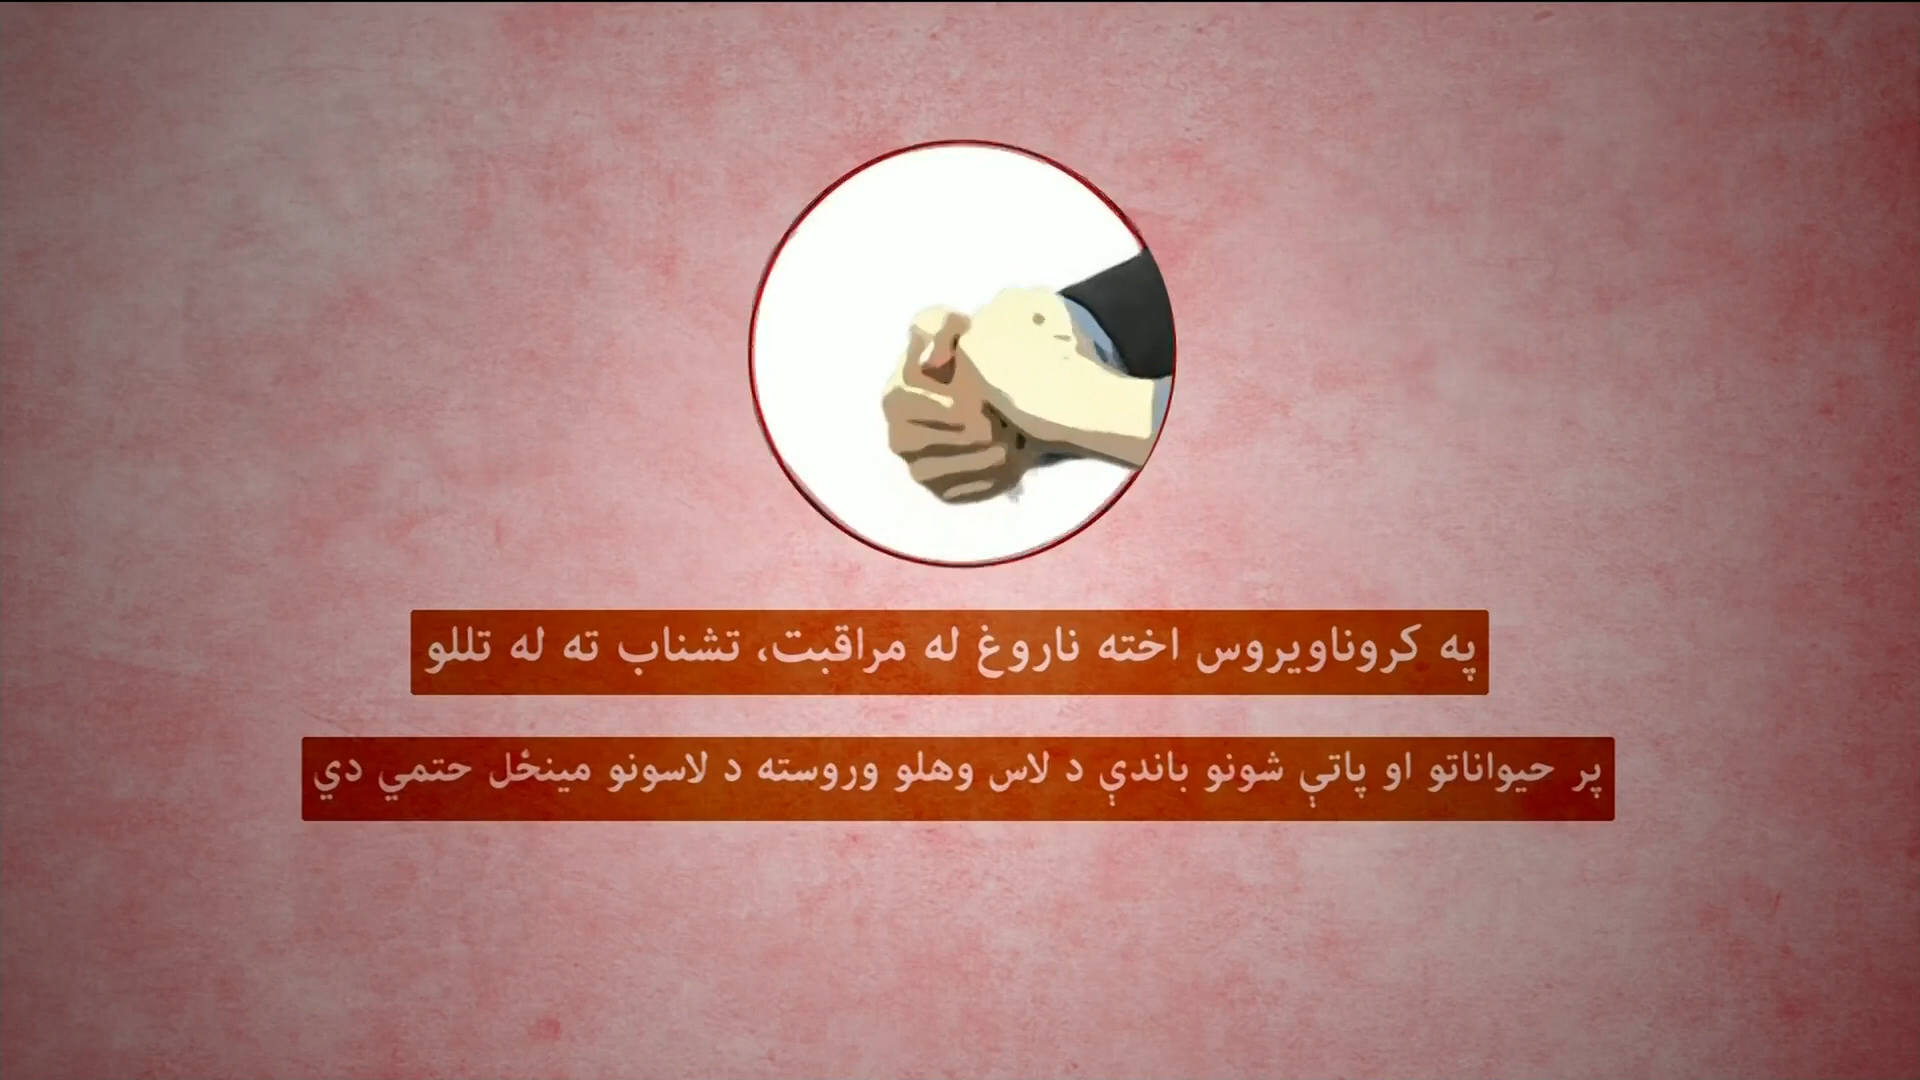 په کروناویروس اخته ناروغ له مراقبت، تشناب ته له تللو
پر حیواناتو او پاتې شونو باندې د لاس وهلو وروسته د لاسونو مینځل حتمي دي